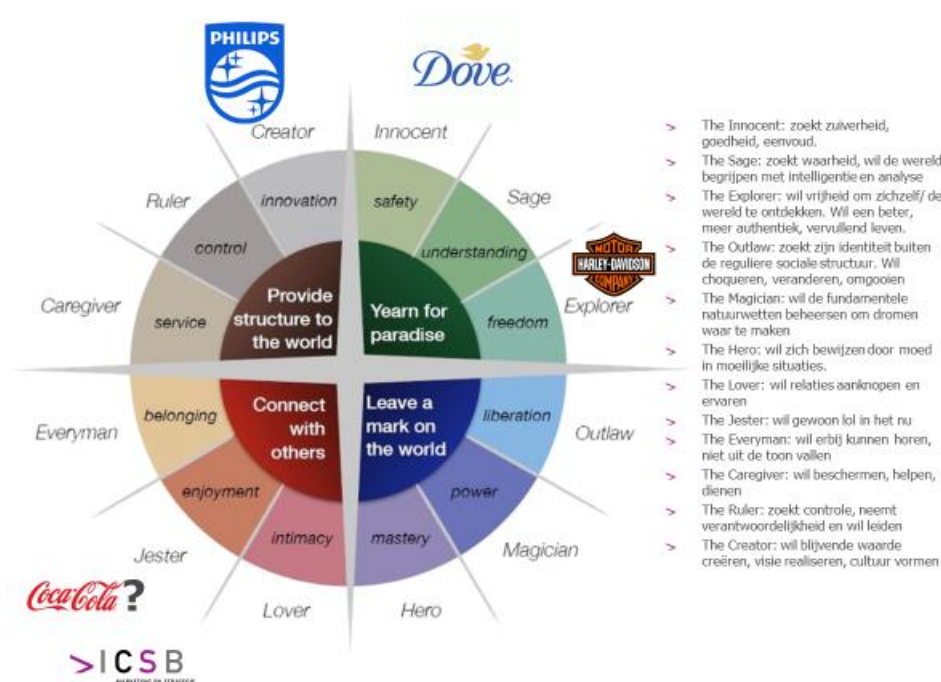 PHILIPS
Dove
Creator
Innocent
Ruler
innovation
safety
Sage
control
understanding
MOTOR
HARLEY-DAVIDSON
COMPANY
Caregiver
service
Provide
structure to
the world
Yearn for
paradise
freedom
Explorer
Everyman
belonging
Connect
with
others
Leave a
mark on
the world
liberation
Outlaw
enjoyment
power
Jester
intimacy
mastery
Magician
Lover
Hero
Coca-Cola ?
>ICSB
MARKETING EN STRATEGIE
> The Innocent: zoekt zuiverheid,
goedheid, eenvoud.
> The Sage: zoekt waarheid, wil de wereld
begrijpen met intelligentie en analyse
> The Explorer: wil vrijheid om zichzelf/ de
wereld te ontdekken. Wil een beter,
meer authentiek, vervullend leven.
> The Outlaw: zoekt zijn identiteit buiten
de reguliere sociale structuur. Wil
choqueren, veranderen, omgooien
> The Magician: wil de fundamentele
natuurwetten beheersen om dromen
waar te maken
> The Hero: wil zich bewijzen door moed
in moeilijke situaties.
> The Lover: wil relaties aanknopen en
ervaren
> The Jester: wil gewoon lol in het nu
> The Everyman: wil erbij kunnen horen,
niet uit de toon vallen
> The Caregiver: wil beschermen, helpen,
dienen
> The Ruler: zoekt controle, neemt
verantwoordelijkheid en wil leiden
> The Creator: wil blijvende waarde
creëren, visie realiseren, cultuur vormen